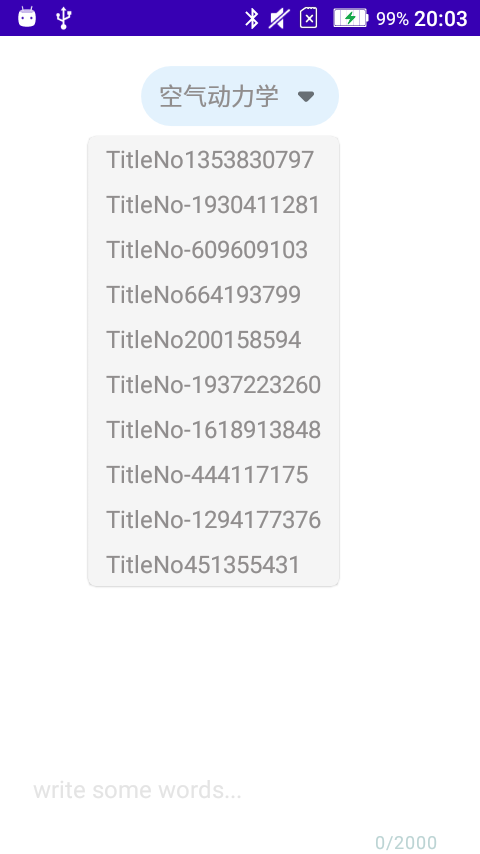 99% 20:03
空气动力学
TitleNo1353830797
TitleNo-1930411281
TitleNo-609609103
TitleNo664193799
TitleNo200158594
TitleNo-1937223260
TitleNo-1618913848
TitleNo-444117175
TitleNo-1294177376
TitleNo451355431
write some words...
0/2000